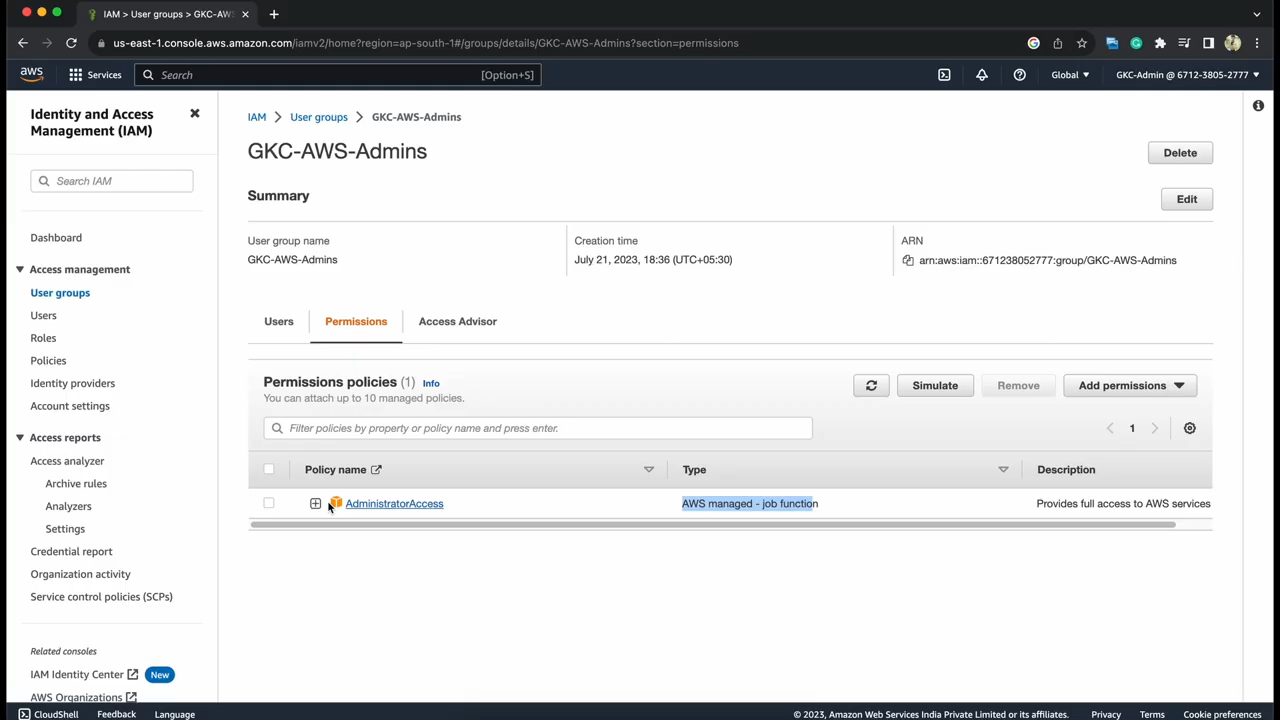 IAM > User groups > GKC-AWS
us-east-1.console.aws.amazon.com/iamv2/home?region=ap-south-1#/groups/details/GKC-AWS-Admins?section=permissions
aws Services Search [Option+S] Global GKC-Admin @ 6712-3805-2777
Identity and Access Management (IAM)
Search IAM
Dashboard
Access management
User groups
Users
Roles
Policies
Identity providers
Account settings
Access reports
Access analyzer
Archive rules
Analyzers
Settings
Credential report
Organization activity
Service control policies (SCPs)
Related consoles
IAM Identity Center New
AWS Organizations
IAM > User groups > GKC-AWS-Admins
GKC-AWS-Admins
Delete
Summary
Edit
User group name
GKC-AWS-Admins
Creation time
July 21, 2023, 18:36 (UTC+05:30)
ARN
arn:aws:iam::671238052777:group/GKC-AWS-Admins
Users Permissions Access Advisor
Permissions policies (1) Info
You can attach up to 10 managed policies.
Simulate Remove Add permissions
Filter policies by property or policy name and press enter.
1
Policy name Type Description
AdministratorAccess AWS managed - job function Provides full access to AWS services
CloudShell Feedback Language © 2023, Amazon Web Services India Private Limited or its affiliates. Privacy Terms Cookie preferences